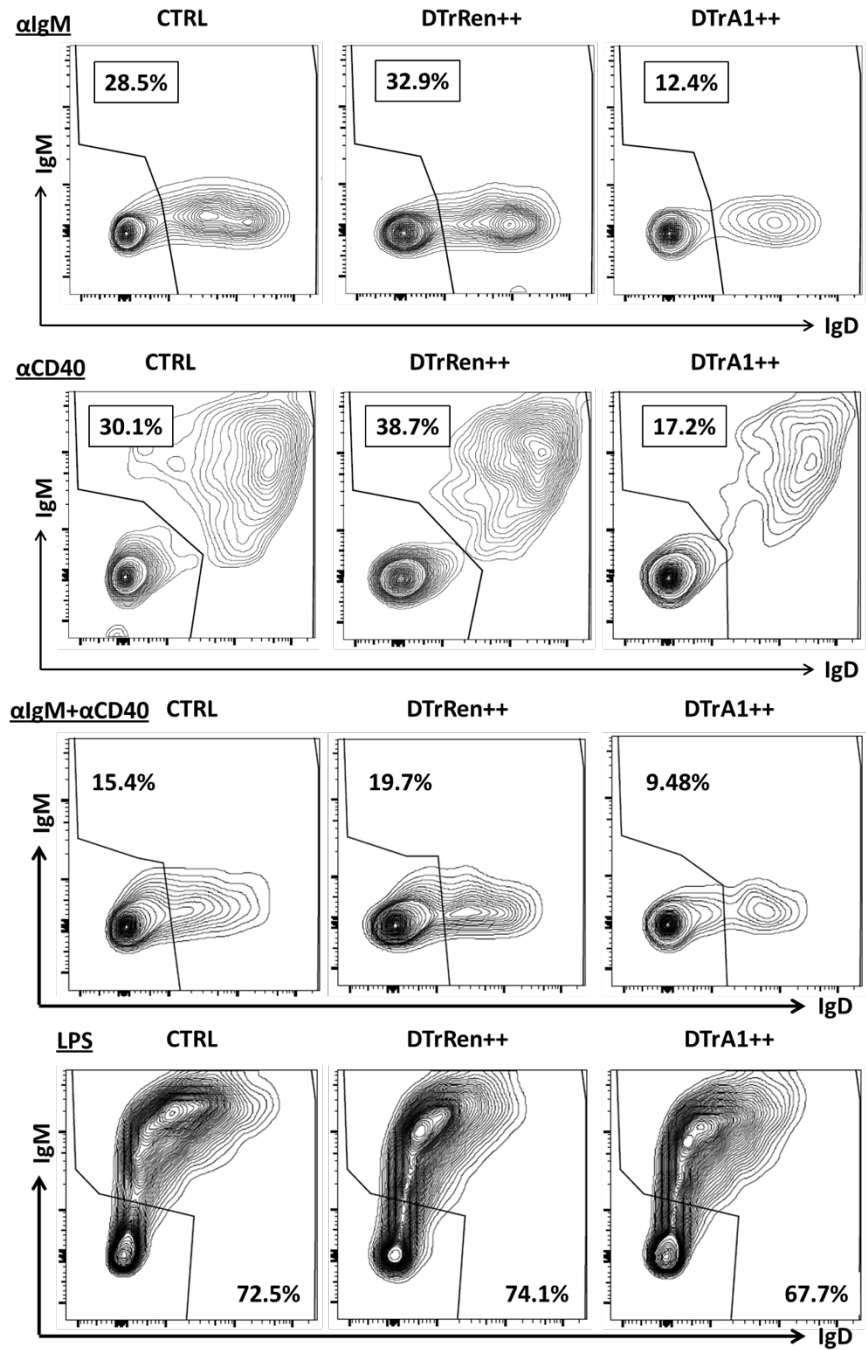 αIgM CTRL DTrRen++ DTrA1++
28.5% 32.9% 12.4%
IgM
IgD
αCD40 CTRL DTrRen++ DTrA1++
30.1% 38.7% 17.2%
IgM
IgD
αIgM+αCD40 CTRL DTrRen++ DTrA1++
15.4% 19.7% 9.48%
IgM
IgD
LPS CTRL DTrRen++ DTrA1++
IgM
72.5% 74.1% 67.7%
IgD